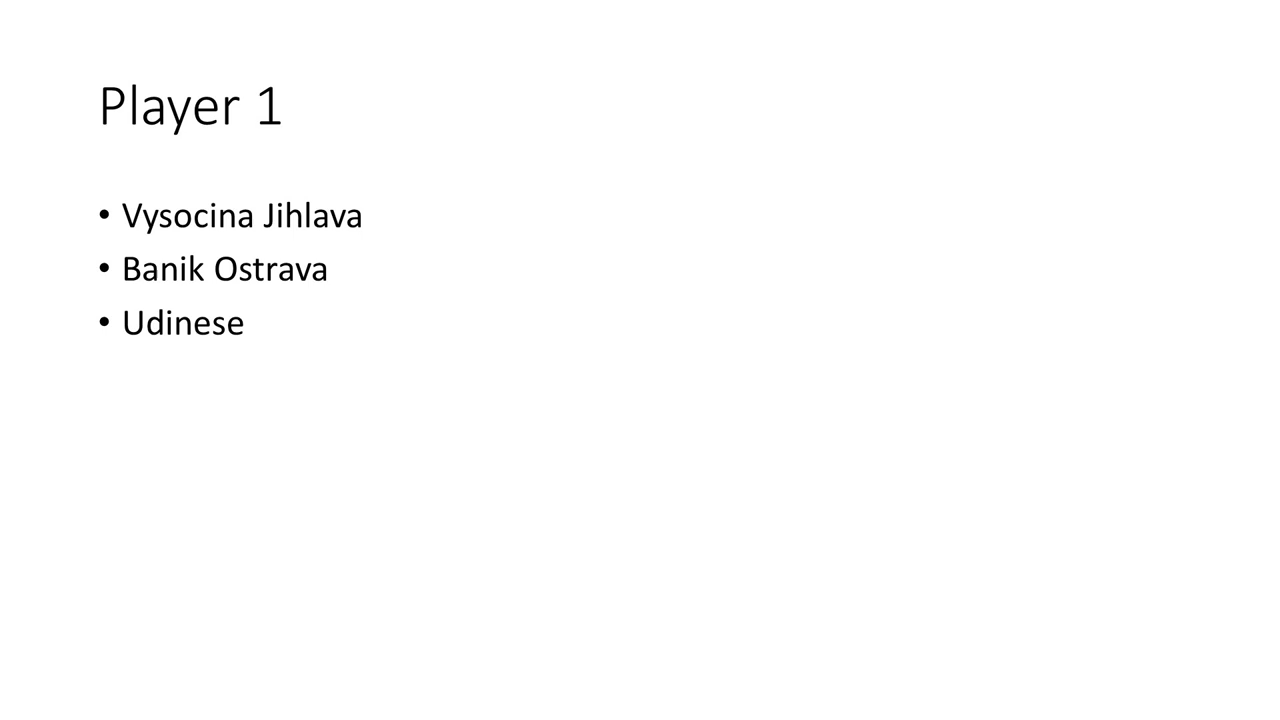 Player 1
• Vysocina Jihlava
• Banik Ostrava
• Udinese